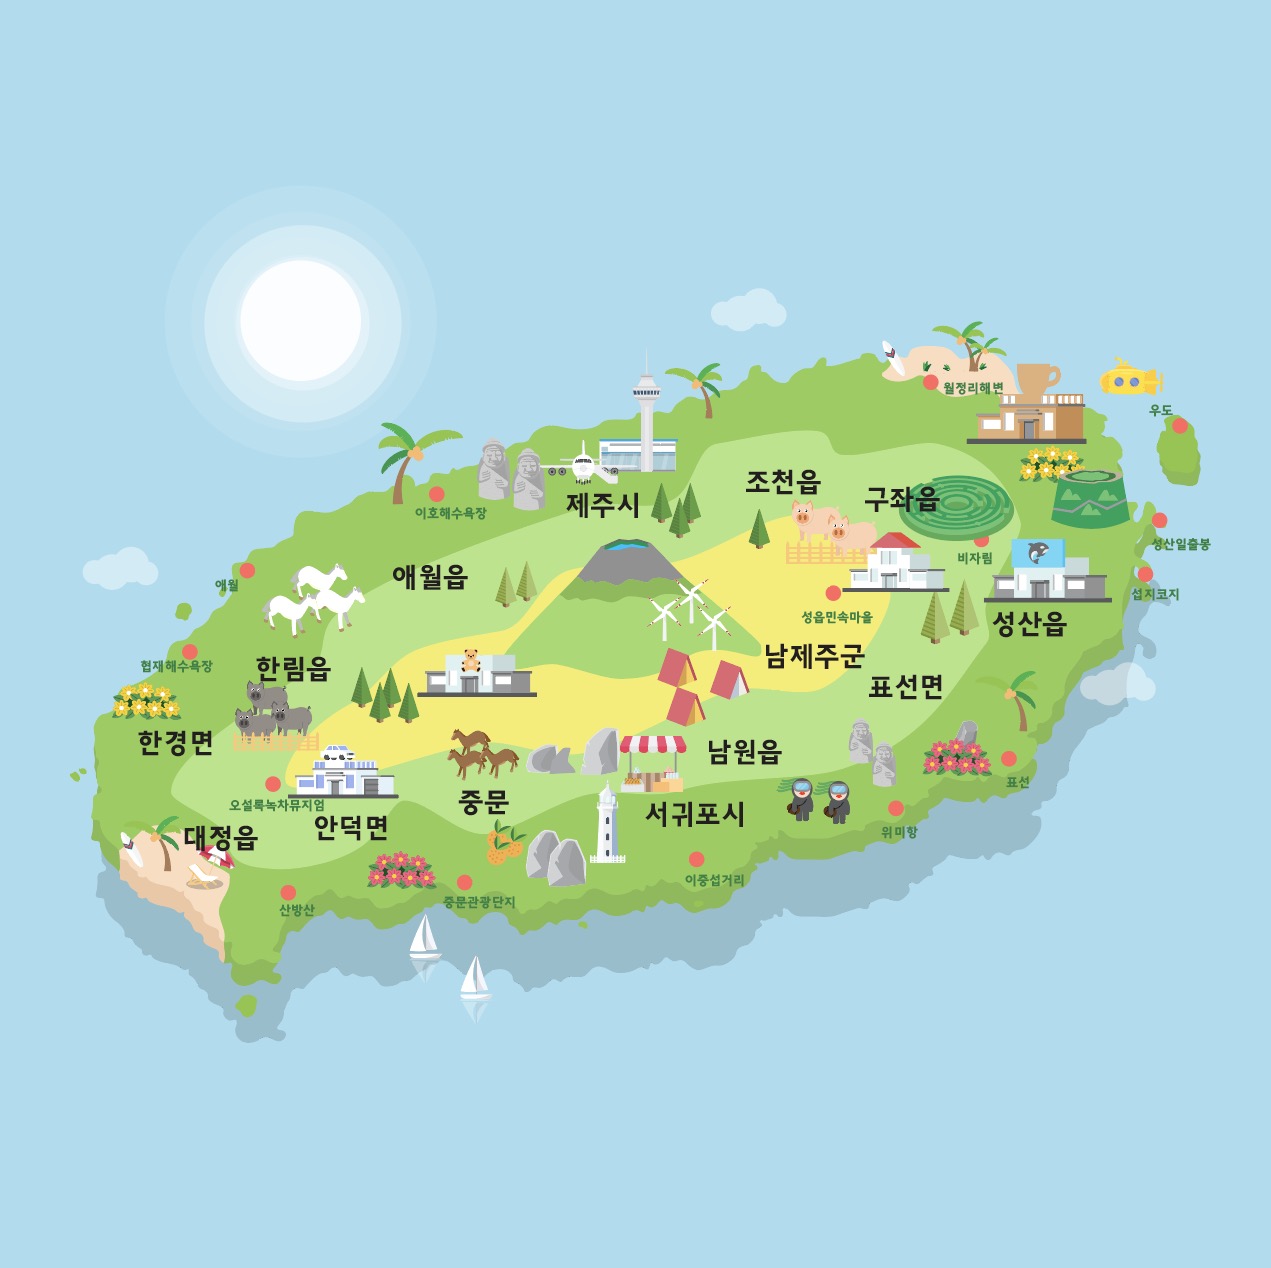 월정리해변
우도
조천읍
구좌읍
제주시
이호해수욕장
성산일출봉
비자림
애월읍
애월
섭지코지
성읍민속마을
성산읍
남제주군
협재해수욕장
한림읍
표선면
한경면
남원읍
표선
오설록녹차뮤지엄
중문
서귀포시
안덕면
위미항
대정읍
이중섭거리
중문관광단지
산방산